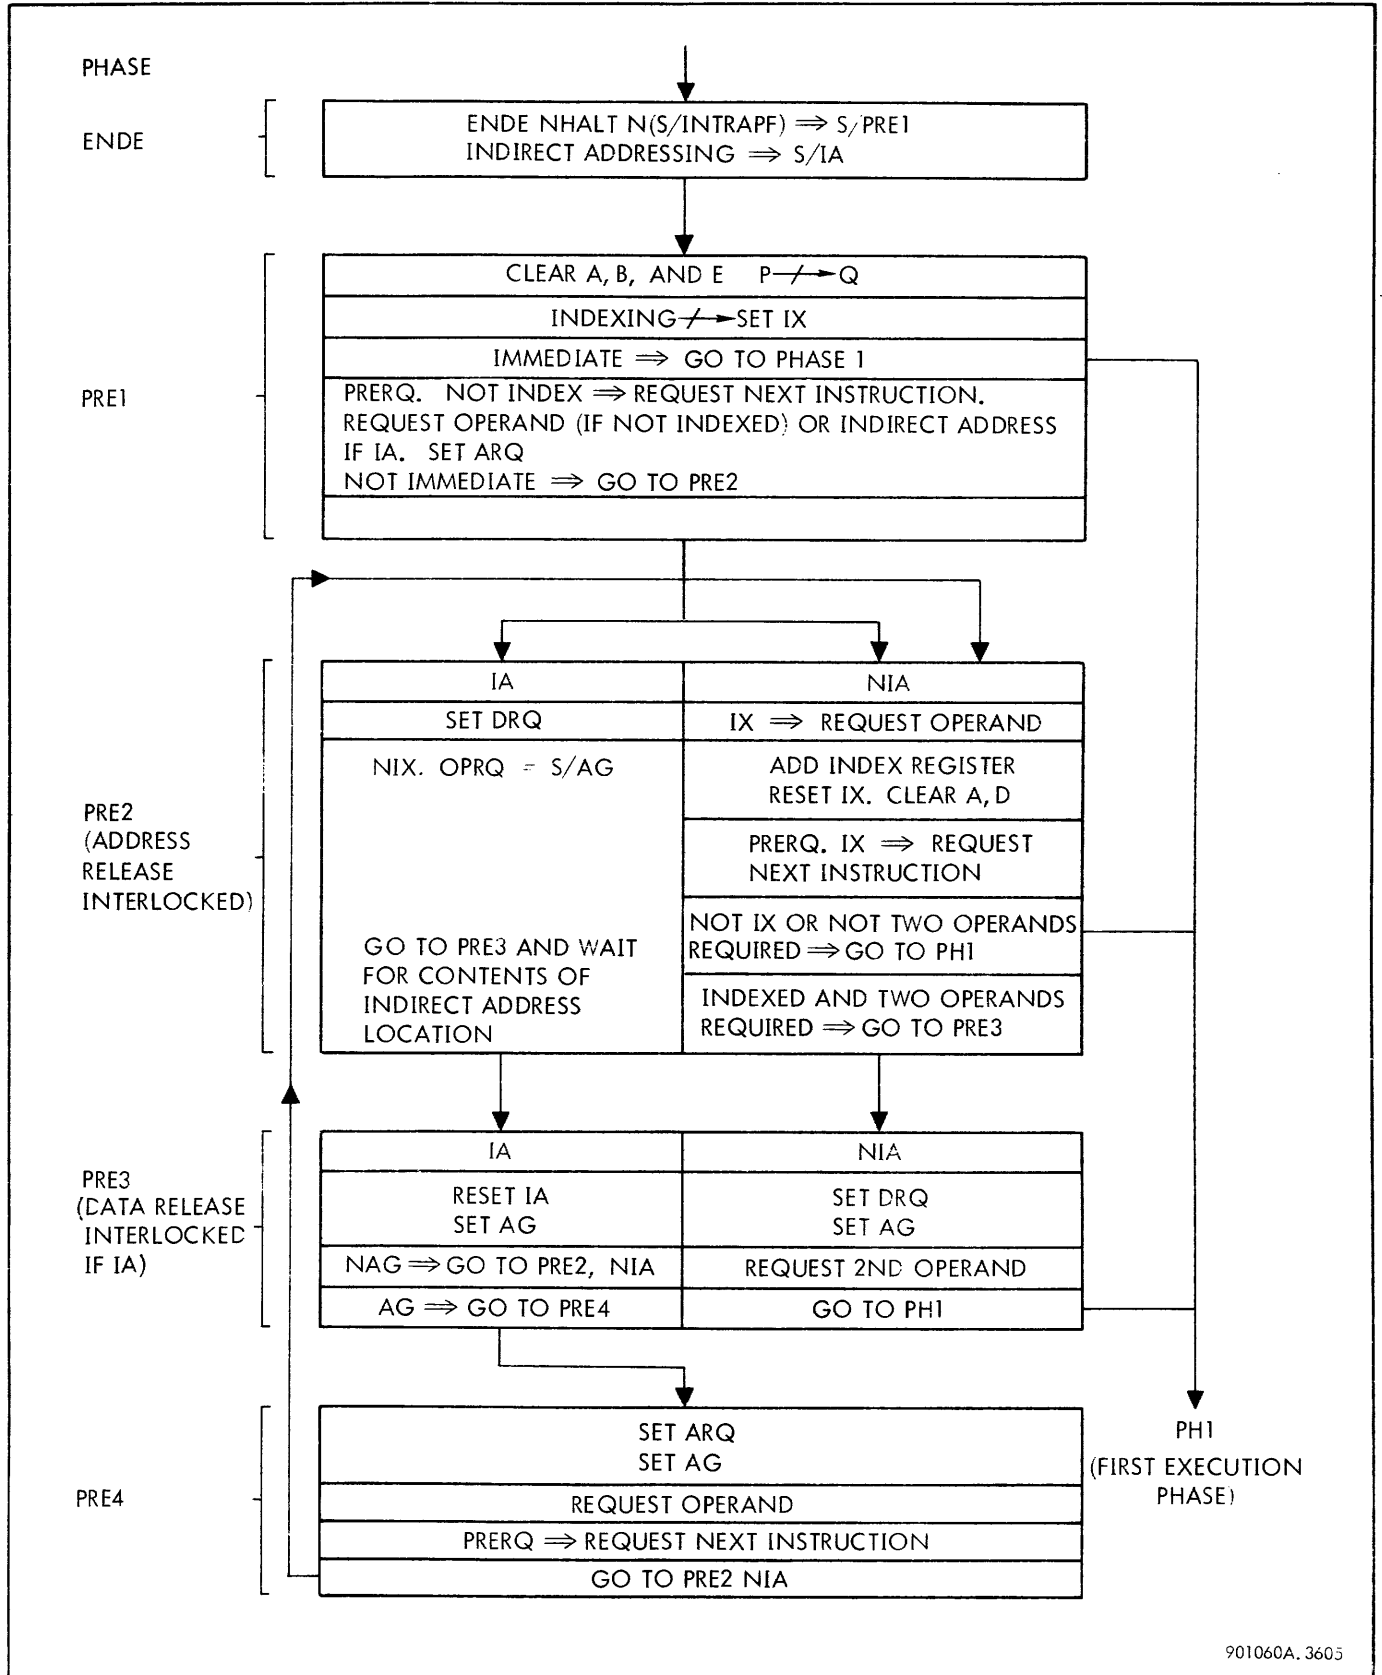 PHASE
ENDE
ENDE NHALT N(S/INTRAPF) ⇒ S/PRE1
INDIRECT ADDRESSING ⇒ S/IA
PRE1
CLEAR A, B, AND E P-/→Q
INDEXING-/→SET IX
IMMEDIATE ⇒ GO TO PHASE 1
PRERQ. NOT INDEX ⇒ REQUEST NEXT INSTRUCTION.
REQUEST OPERAND (IF NOT INDEXED) OR INDIRECT ADDRESS
IF IA. SET ARQ
NOT IMMEDIATE ⇒ GO TO PRE2
PRE2
(ADDRESS
RELEASE
INTERLOCKED)
IA
SET DRQ
NIX. OPRQ = S/AG
GO TO PRE3 AND WAIT
FOR CONTENTS OF
INDIRECT ADDRESS
LOCATION
NIA
IX ⇒ REQUEST OPERAND
ADD INDEX REGISTER
RESET IX. CLEAR A, D
PRERQ. IX ⇒ REQUEST
NEXT INSTRUCTION
NOT IX OR NOT TWO OPERANDS
REQUIRED ⇒ GO TO PH1
INDEXED AND TWO OPERANDS
REQUIRED ⇒ GO TO PRE3
PRE3
(DATA RELEASE
INTERLOCKED
IF IA)
IA
RESET IA
SET AG
NAG ⇒ GO TO PRE2, NIA
AG ⇒ GO TO PRE4
NIA
SET DRQ
SET AG
REQUEST 2ND OPERAND
GO TO PH1
PRE4
SET ARQ
SET AG
REQUEST OPERAND
PRERQ ⇒ REQUEST NEXT INSTRUCTION
GO TO PRE2 NIA
PH1
(FIRST EXECUTION
PHASE)
901060A. 3605